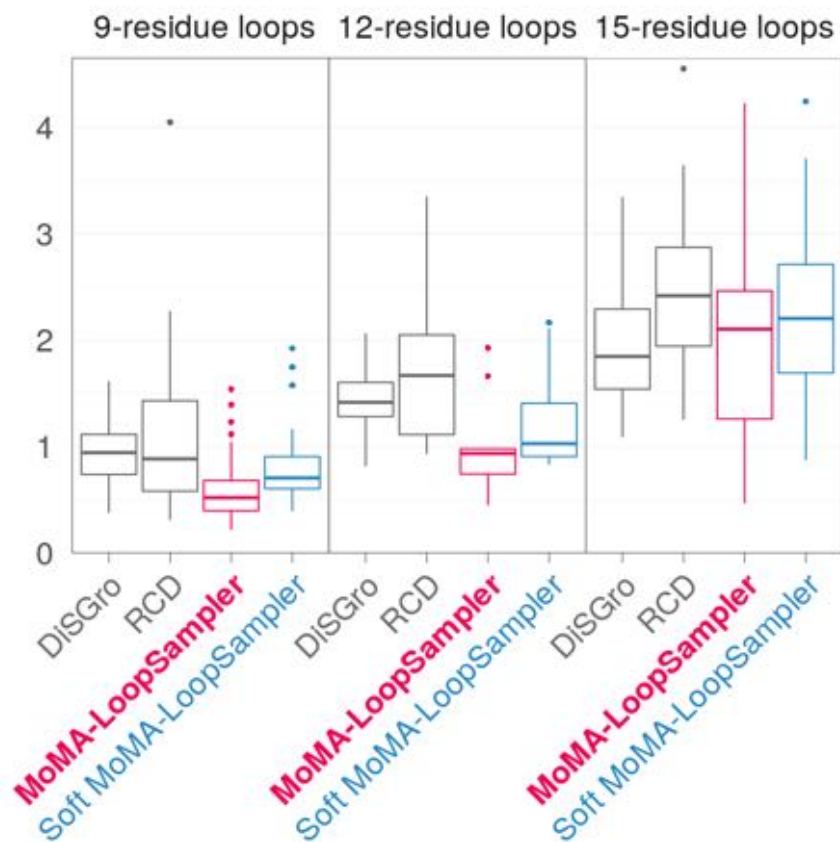 9-residue loops 12-residue loops 15-residue loops
4
3
2
1
0
DiSGro RCD MoMA-LoopSampler Soft MoMA-LoopSampler DiSGro RCD MoMA-LoopSampler Soft MoMA-LoopSampler DiSGro RCD MoMA-LoopSampler Soft MoMA-LoopSampler